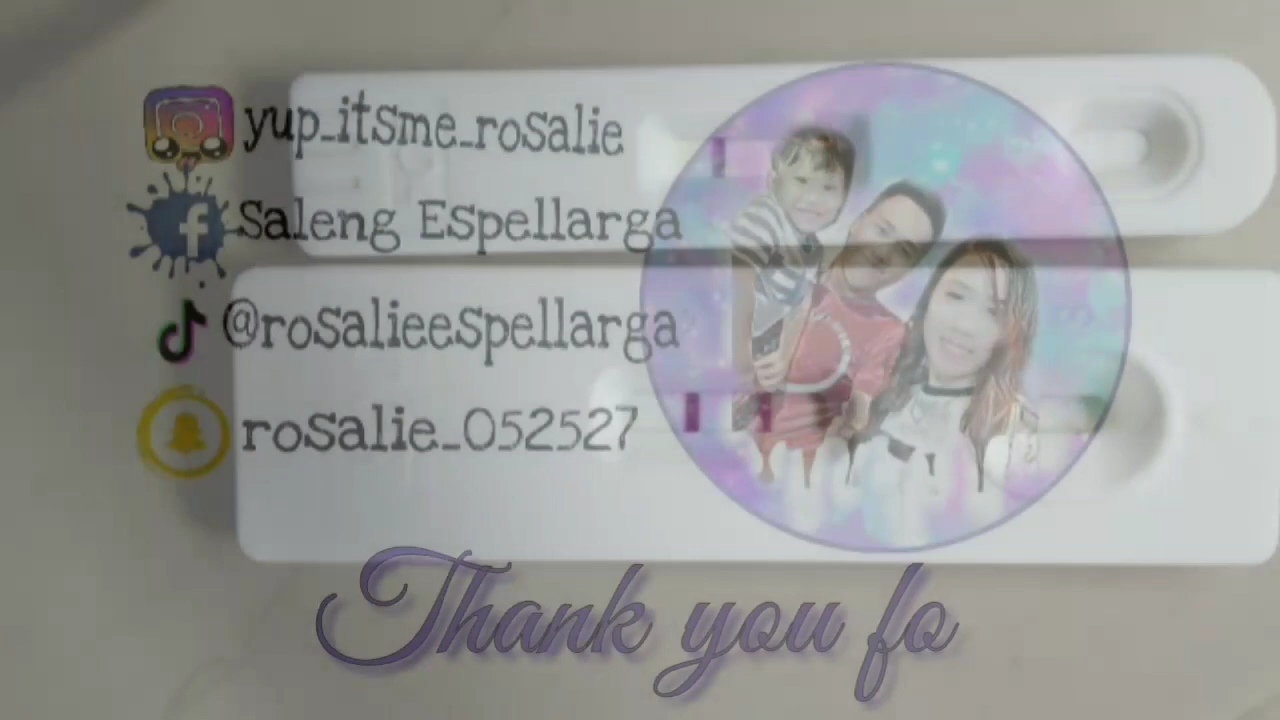 yup_itsme_rosalie
Saleng Espellarga
@rosalieespellarga
rosalie_052527
Thank you fo